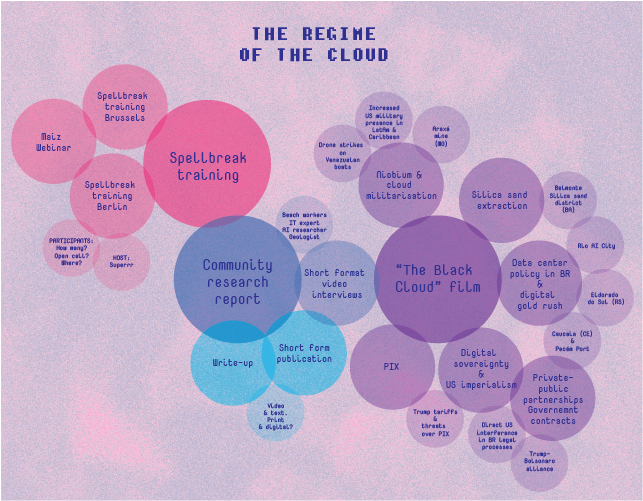 THE REGIME
OF THE CLOUD
Spellbreak
training
Brussels
Maiz
Webinar
Spellbreak
training
Spellbreak
training
Berlin
PARTICIPANTS:
How many?
Open call?
Where?
HOST:
Superrr
Increased
US military
presence in
LatAm &
Caribbean
Araxá
mine
(MG)
Drone strikes
on
Venezuelan
boats
Niobium &
cloud
militarisation
Silica sand
extraction
Belmonte
Silica sand
district
(BA)
Rio AI City
Beach workers
IT expert
AI researcher
Geologist
Community
research
report
Short format
video
interviews
"The Black
Cloud" film
Data center
policy in BR
&
digital
gold rush
Eldorado
do Sul (RS)
Caucaia (CE)
&
Pecém Port
Write-up
Short form
publication
Video
& text.
Print
& digital?
PIX
Digital
sovereignty
&
US imperialism
Private-
public
partnerships
Governemnt
contracts
Trump tariffs
&
threats
over PIX
Direct US
interference
in BR legal
processes
Trump-
Bolsonaro
alliance